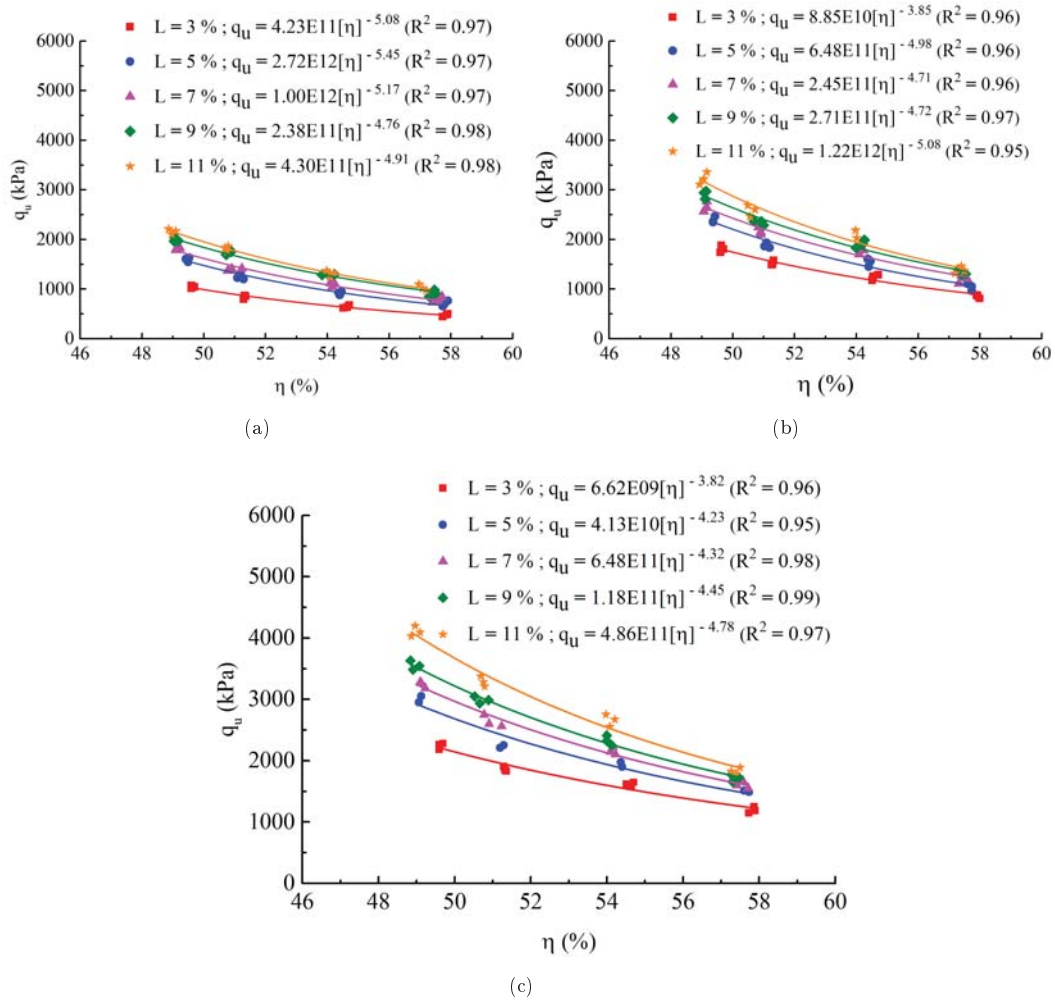 L = 3 % ; qu = 4.23E11[η] - 5.08 (R2 = 0.97)
L = 5 % ; qu = 2.72E12[η] - 5.45 (R2 = 0.97)
L = 7 % ; qu = 1.00E12[η] - 5.17 (R2 = 0.97)
L = 9 % ; qu = 2.38E11[η] - 4.76 (R2 = 0.98)
L = 11 % ; qu = 4.30E11[η] - 4.91 (R2 = 0.98)
6000
5000
4000
3000
2000
1000
0
qu (kPa)
46 48 50 52 54 56 58 60
η (%)
(a)
L = 3 % ; qu = 8.85E10[η] - 3.85 (R2 = 0.96)
L = 5 % ; qu = 6.48E11[η] - 4.98 (R2 = 0.96)
L = 7 % ; qu = 2.45E11[η] - 4.71 (R2 = 0.96)
L = 9 % ; qu = 2.71E11[η] - 4.72 (R2 = 0.97)
L = 11 % ; qu = 1.22E12[η] - 5.08 (R2 = 0.95)
6000
5000
4000
3000
2000
1000
0
qu (kPa)
46 48 50 52 54 56 58 60
η (%)
(b)
L = 3 % ; qu = 6.62E09[η] - 3.82 (R2 = 0.96)
L = 5 % ; qu = 4.13E10[η] - 4.23 (R2 = 0.95)
L = 7 % ; qu = 6.48E11[η] - 4.32 (R2 = 0.98)
L = 9 % ; qu = 1.18E11[η] - 4.45 (R2 = 0.99)
L = 11 % ; qu = 4.86E11[η] - 4.78 (R2 = 0.97)
6000
5000
4000
3000
2000
1000
0
qu (kPa)
46 48 50 52 54 56 58 60
η (%)
(c)